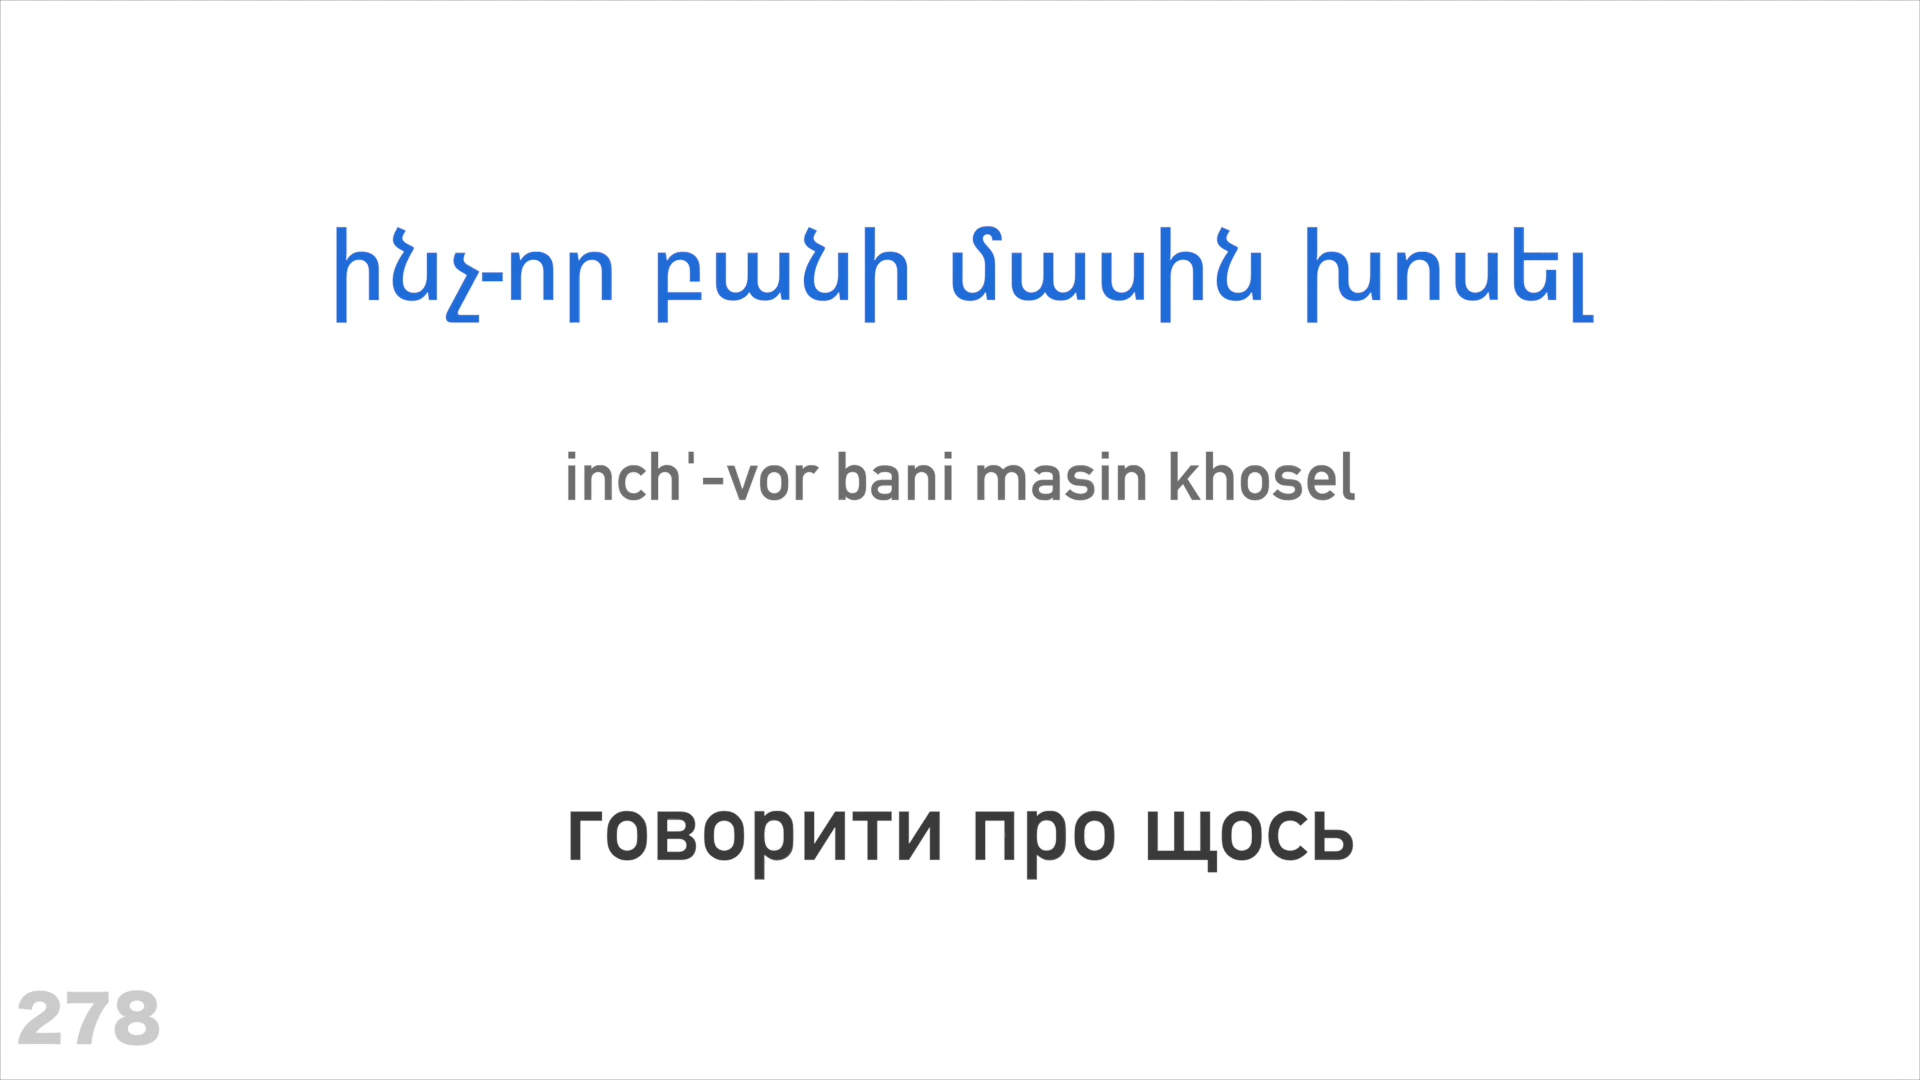 ինչ-որ բանի մասին խոսել
inch'-vor bani masin khosel
говорити про щось
278